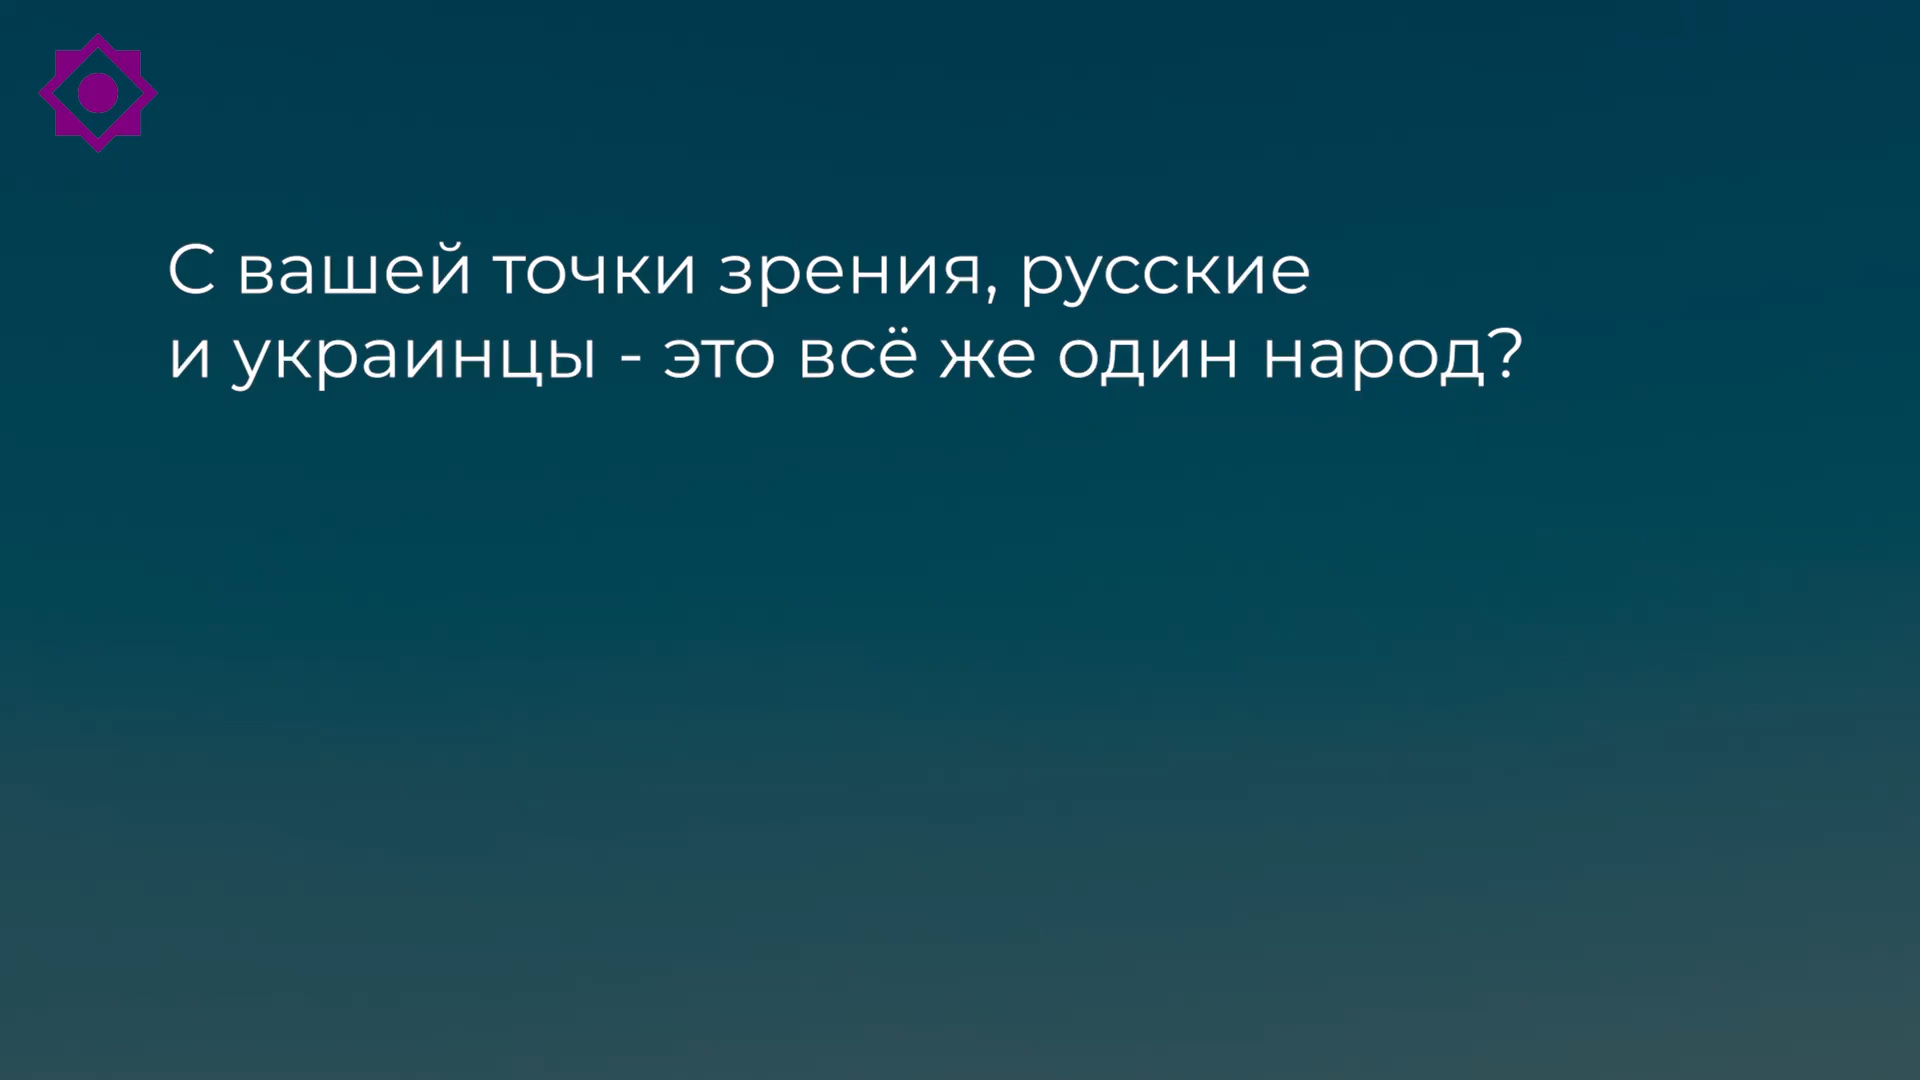 С вашей точки зрения, русские
и украинцы - это всё же один народ?